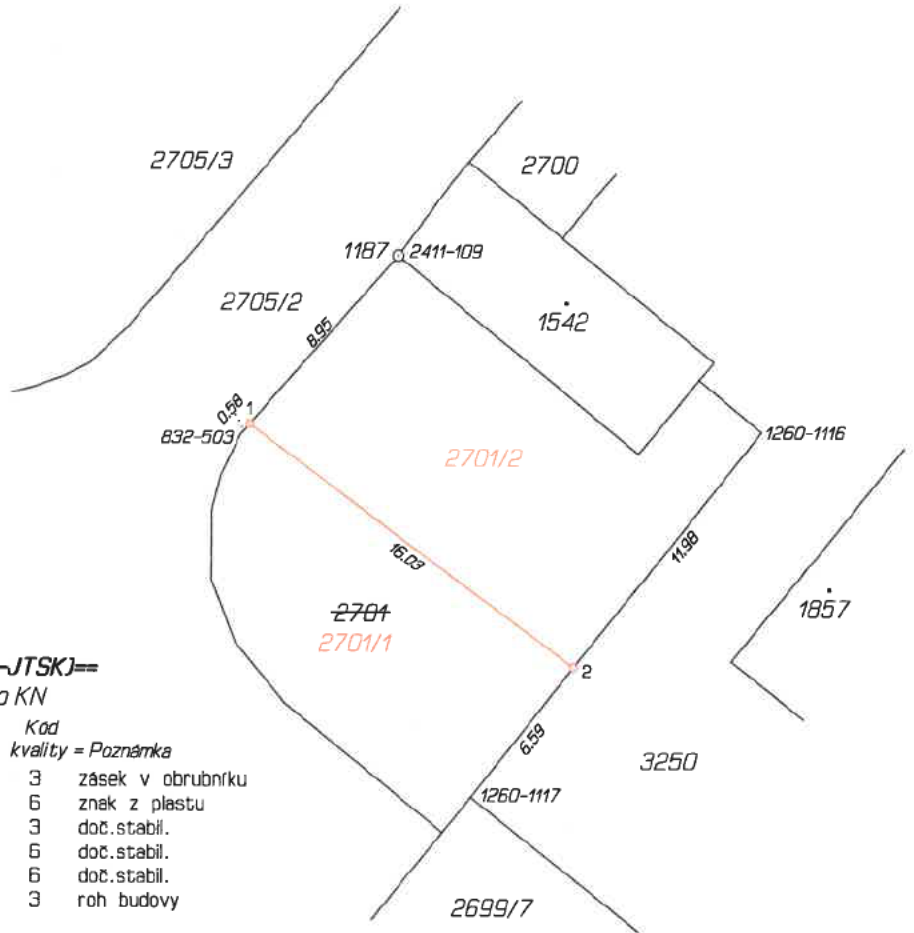 2705/3
2700
1187
2411-109
2705/2
1542
8.95
0.58
1
832-503
1260-1116
2701/2
11.98
16.03
2701
1857
2701/1
2
-JTSK)==
o KN
6.59
3250
Kód
kvality = Poznámka
3 zásek v obrubníku
6 znak z plastu
1260-1117
3 doč.stabil.
6 doč.stabil.
6 doč.stabil.
3 roh budovy
2699/7